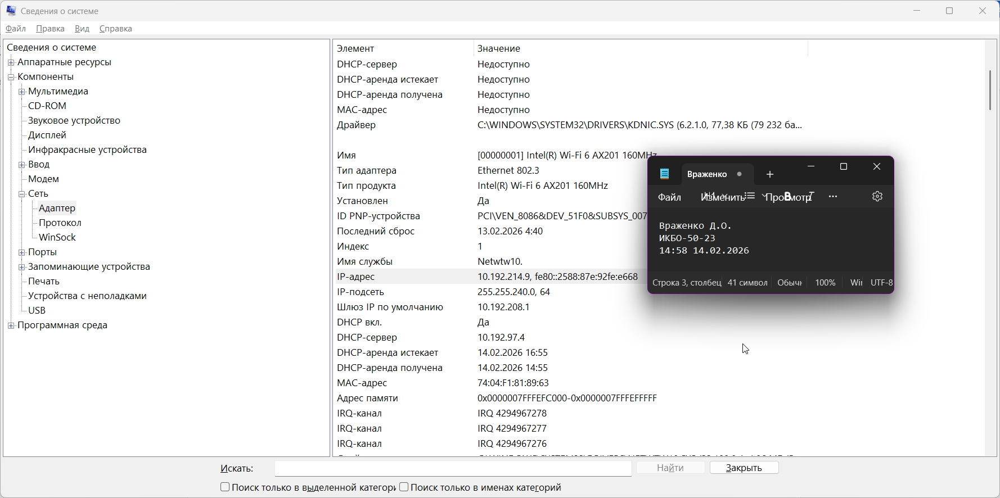 Сведения о системе
Файл Правка Вид Справка
Сведения о системе
Аппаратные ресурсы
Компоненты
Мультимедиа
CD-ROM
Звуковое устройство
Дисплей
Инфракрасные устройства
Ввод
Модем
Сеть
Адаптер
Протокол
WinSock
Порты
Запоминающие устройства
Печать
Устройства с неполадками
USB
Программная среда
Элемент Значение
DHCP-сервер Недоступно
DHCP-аренда истекает Недоступно
DHCP-аренда получена Недоступно
MAC-адрес Недоступно
Драйвер C:\WINDOWS\SYSTEM32\DRIVERS\KDNIC.SYS (6.2.1.0, 77,38 КБ (79 232 ба...
Имя [00000001] Intel(R) Wi-Fi 6 AX201 160MHz
Тип адаптера Ethernet 802.3
Тип продукта Intel(R) Wi-Fi 6 AX201 160MHz
Установлен Да
ID PNP-устройства PCI\VEN_8086&DEV_51F0&SUBSYS_007
Последний сброс 13.02.2026 4:40
Индекс 1
Имя службы Netwtw10.
IP-адрес 10.192.214.9, fe80::2588:87e:92fe:e668
IP-подсеть 255.255.240.0, 64
Шлюз IP по умолчанию 10.192.208.1
DHCP вкл. Да
DHCP-сервер 10.192.97.4
DHCP-аренда истекает 14.02.2026 16:55
DHCP-аренда получена 14.02.2026 14:55
MAC-адрес 74:04:F1:81:89:63
Адрес памяти 0x0000007FFFEFC000-0x0000007FFFEFFFFF
IRQ-канал IRQ 4294967278
IRQ-канал IRQ 4294967277
IRQ-канал IRQ 4294967276
Враженко
Файл Изменить Просмотр
Враженко Д.О.
ИКБО-50-23
14:58 14.02.2026
Строка 3, столбец 41 символ Обычн 100% Wir UTF-8
Искать: Найти Закрыть
Поиск только в выделенной категори Поиск только в именах категорий